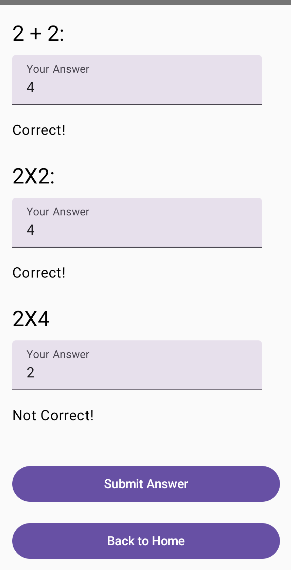 2 + 2:
Your Answer
4
Correct!
2X2:
Your Answer
4
Correct!
2X4
Your Answer
2
Not Correct!
Submit Answer
Back to Home